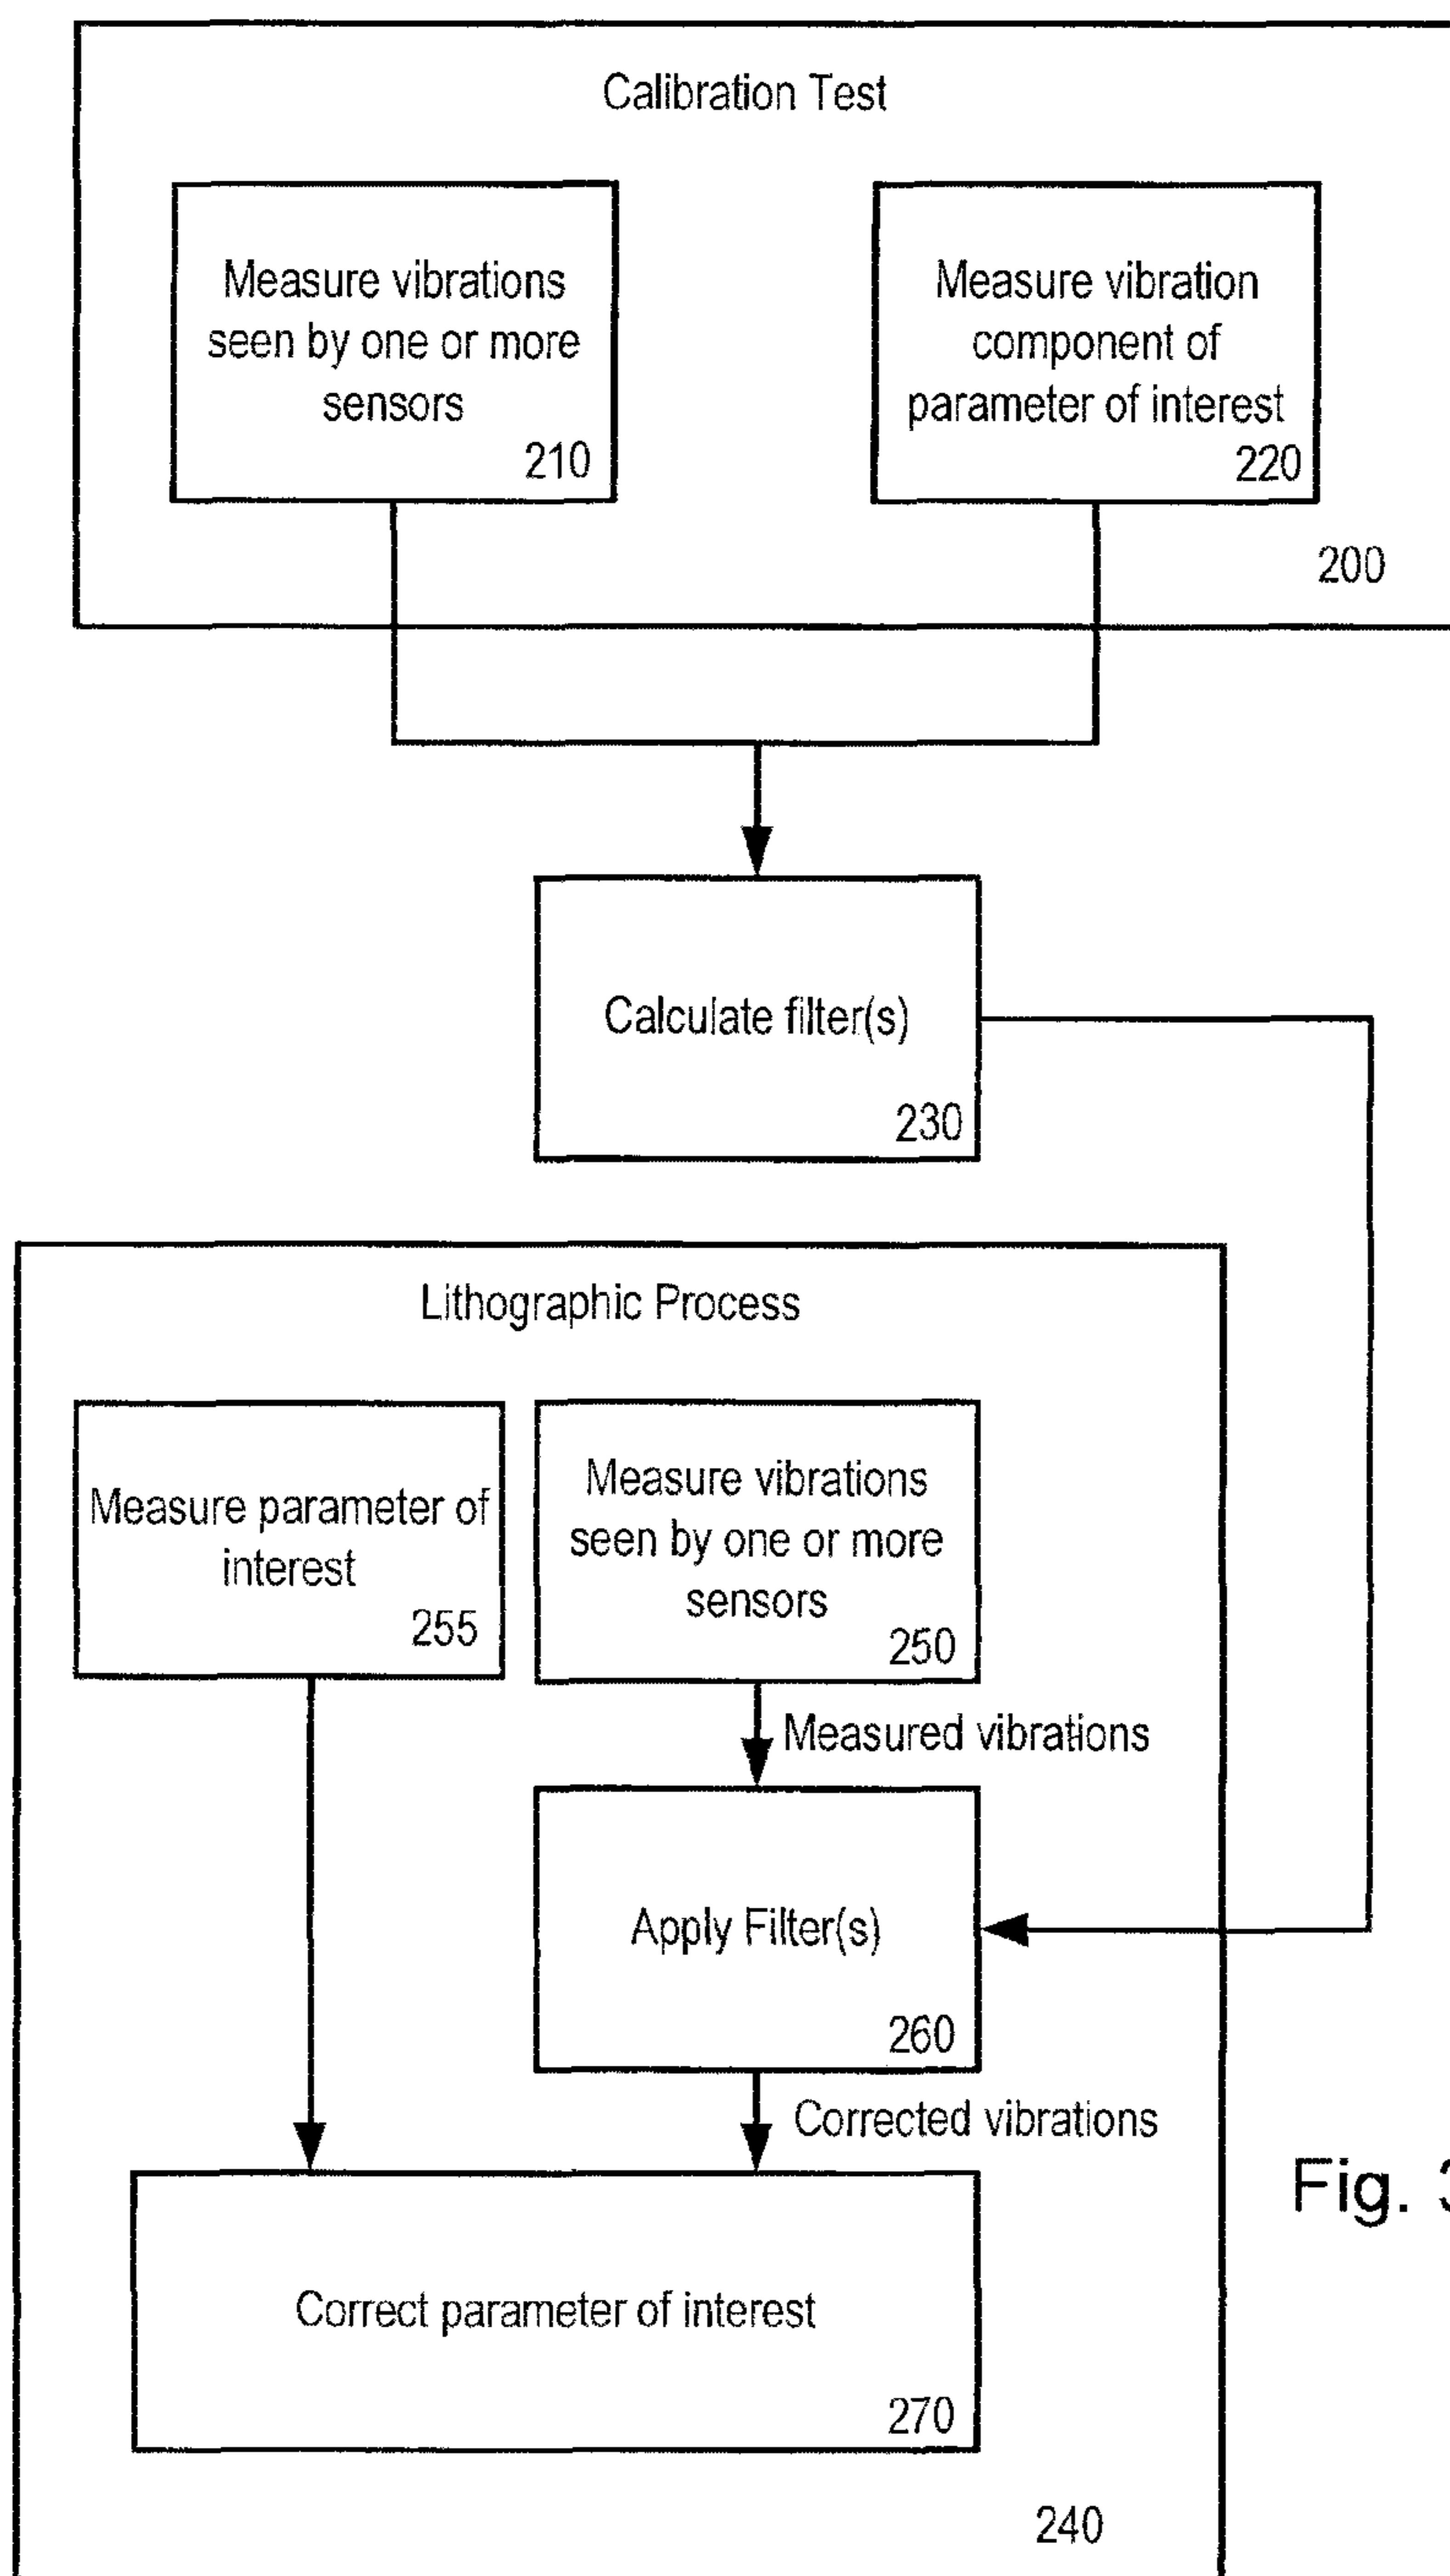 Calibration Test
Measure vibrations
seen by one or more
sensors
210
Measure vibration
component of
parameter of interest
220
200
Calculate filter(s)
230
Lithographic Process
Measure parameter of
interest
255
Measure vibrations
seen by one or more
sensors
250
Measured vibrations
Apply Filter(s)
260
Corrected vibrations
Fig. 3
Correct parameter of interest
270
240